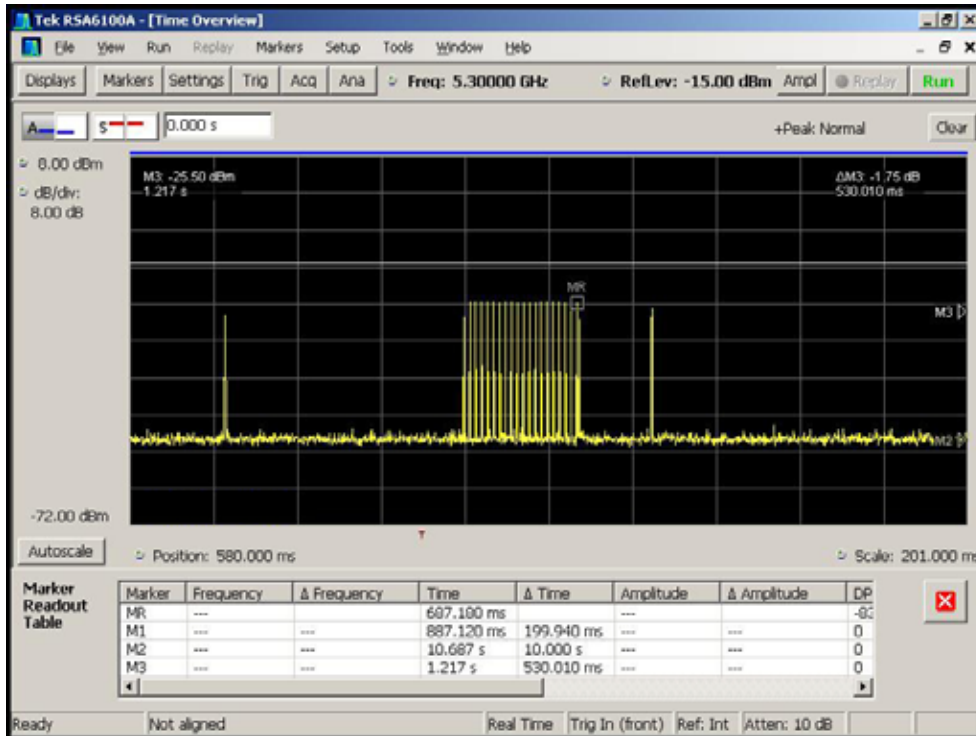 Tek RSA6100A - [Time Overview]
File View Run Replay Markers Setup Tools Window Help
Displays Markers Settings Trig Acq Ana Freq: 5.30000 GHz RefLev: -15.00 dBm Ampl Replay Run
A S 0.000 s +Peak Normal Clear
8.00 dBm
dB/div:
8.00 dB
M3: -25.50 dBm
1.217 s
ΔM3: -1.75 dB
530.010 ms
MR
M3
M2
-72.00 dBm
T
Autoscale Position: 580.000 ms Scale: 201.000 ms
Marker Readout Table
Marker Frequency Δ Frequency Time Δ Time Amplitude Δ Amplitude DP
MR --- 687.180 ms ---
M1 --- --- 887.120 ms 199.940 ms --- --- 0
M2 --- --- 10.687 s 10.000 s --- --- 0
M3 --- --- 1.217 s 530.010 ms --- --- 0
Ready Not aligned Real Time Trig In (front) Ref: Int Atten: 10 dB